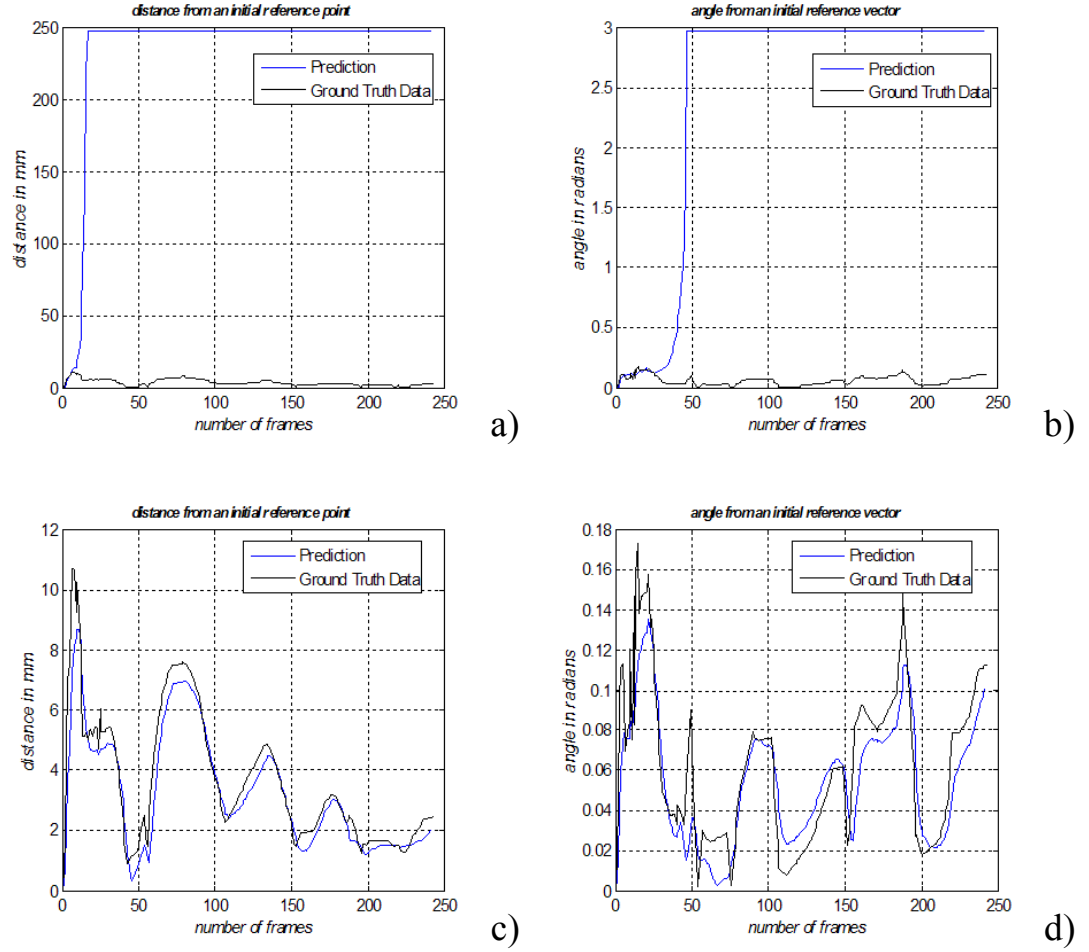 distance from an initial reference point
250
200
150
100
50
0
distance in mm
Prediction
Ground Truth Data
0 50 100 150 200 250
number of frames
a)
angle from an initial reference vector
3
2.5
2
1.5
1
0.5
0
angle in radians
Prediction
Ground Truth Data
0 50 100 150 200 250
number of frames
b)
distance from an initial reference point
12
10
8
6
4
2
0
distance in mm
Prediction
Ground Truth Data
0 50 100 150 200 250
number of frames
c)
angle from an initial reference vector
0.18
0.16
0.14
0.12
0.1
0.08
0.06
0.04
0.02
0
angle in radians
Prediction
Ground Truth Data
0 50 100 150 200 250
number of frames
d)